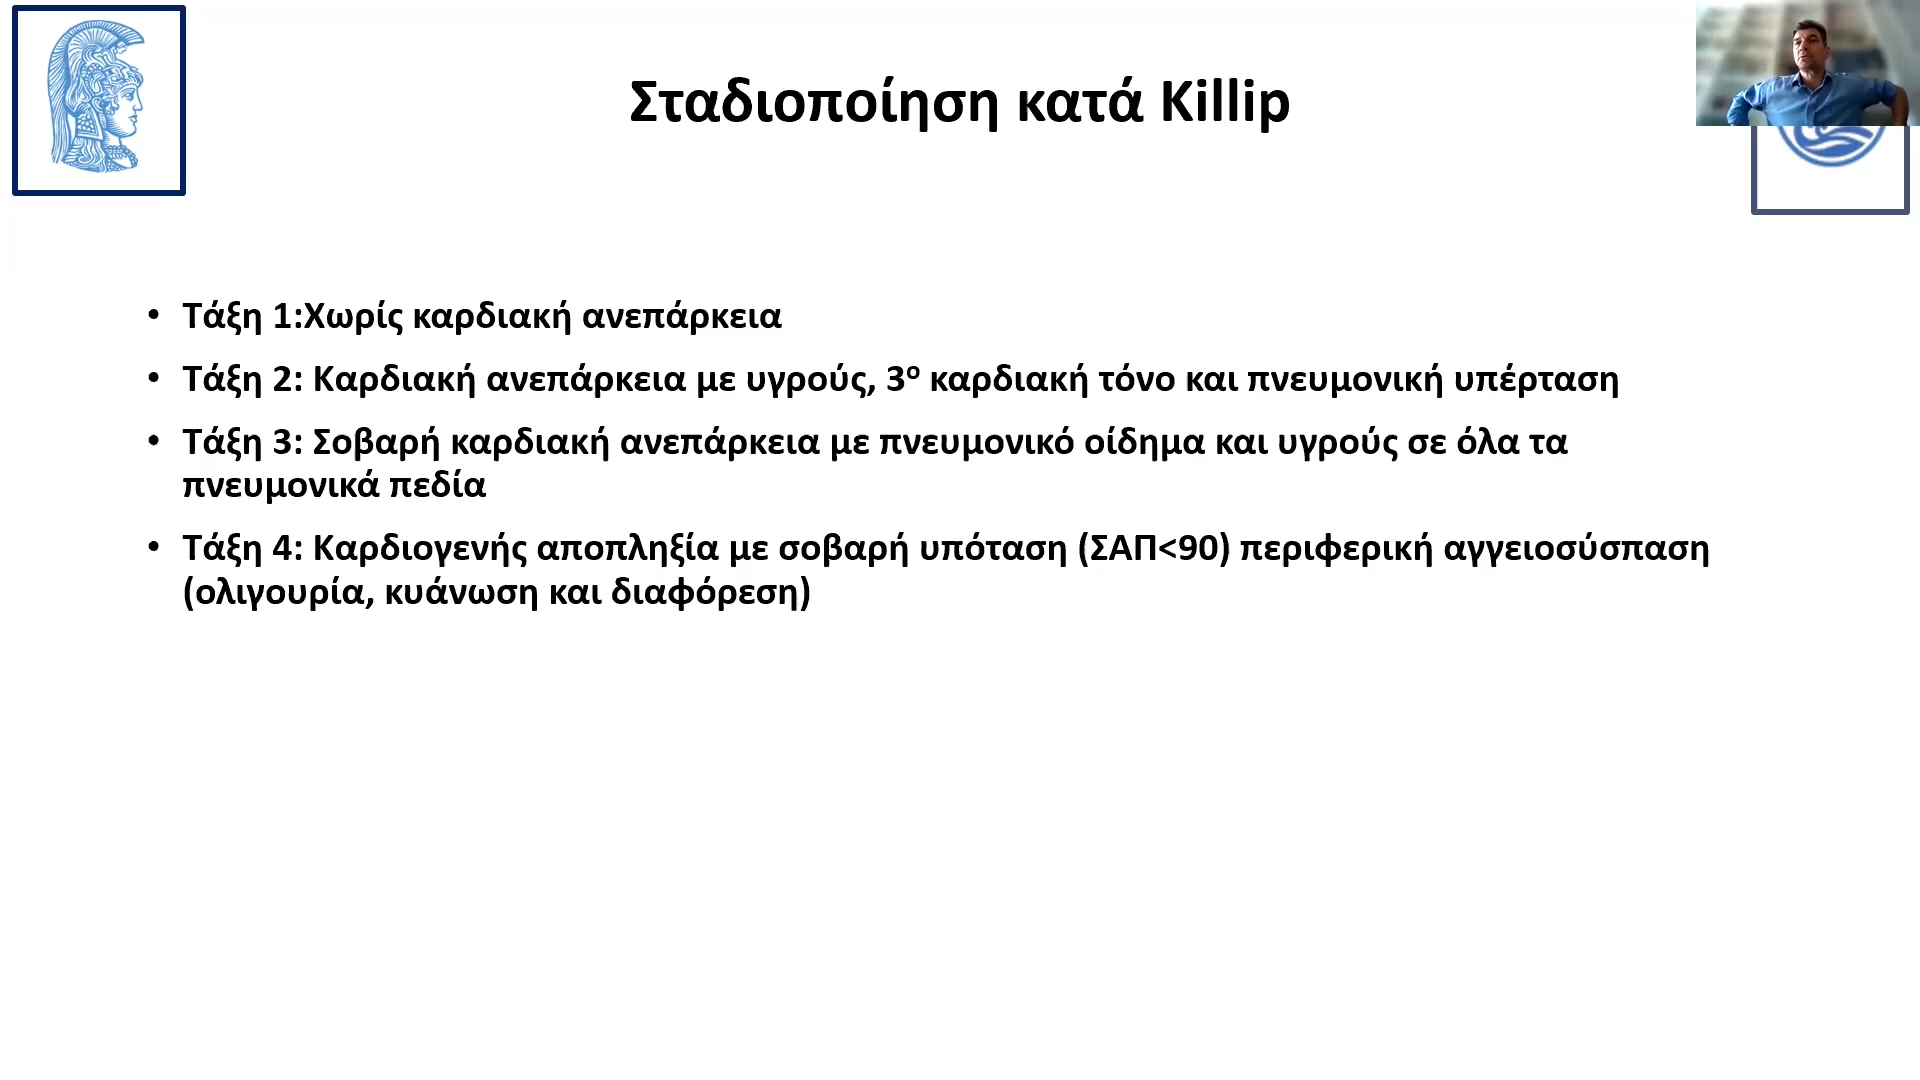 Σταδιοποίηση κατά Killip
• Τάξη 1:Χωρίς καρδιακή ανεπάρκεια
• Τάξη 2: Καρδιακή ανεπάρκεια με υγρούς, 3ο καρδιακή τόνο και πνευμονική υπέρταση
• Τάξη 3: Σοβαρή καρδιακή ανεπάρκεια με πνευμονικό οίδημα και υγρούς σε όλα τα
πνευμονικά πεδία
• Τάξη 4: Καρδιογενής αποπληξία με σοβαρή υπόταση (ΣΑΠ<90) περιφερική αγγειοσύσπαση
(ολιγουρία, κυάνωση και διαφόρεση)